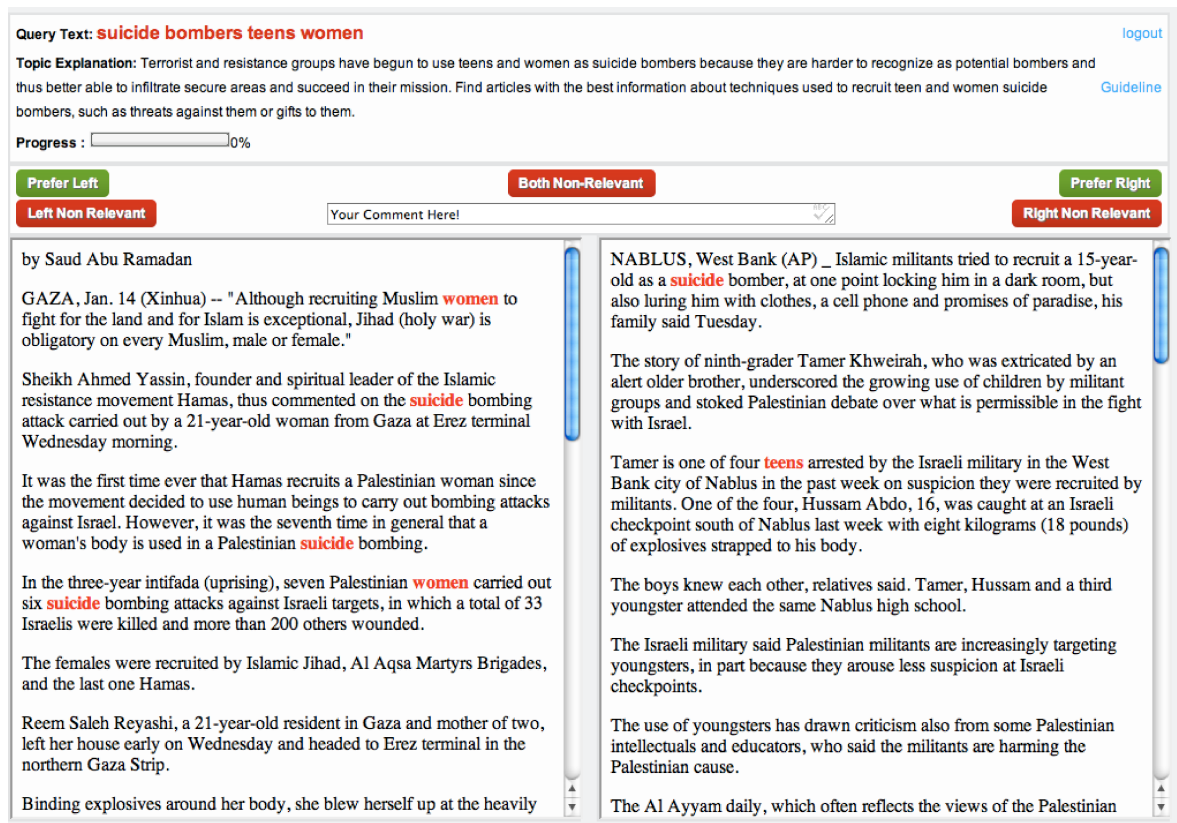 Query Text: suicide bombers teens women
logout
Topic Explanation: Terrorist and resistance groups have begun to use teens and women as suicide bombers because they are harder to recognize as potential bombers and
thus better able to infiltrate secure areas and succeed in their mission. Find articles with the best information about techniques used to recruit teen and women suicide
Guideline
bombers, such as threats against them or gifts to them.
Progress : 0%
Prefer Left
Both Non-Relevant
Prefer Right
Left Non Relevant
Your Comment Here!
ABC
Right Non Relevant
by Saud Abu Ramadan
GAZA, Jan. 14 (Xinhua) -- "Although recruiting Muslim women to
fight for the land and for Islam is exceptional, Jihad (holy war) is
obligatory on every Muslim, male or female."
Sheikh Ahmed Yassin, founder and spiritual leader of the Islamic
resistance movement Hamas, thus commented on the suicide bombing
attack carried out by a 21-year-old woman from Gaza at Erez terminal
Wednesday morning.
It was the first time ever that Hamas recruits a Palestinian woman since
the movement decided to use human beings to carry out bombing attacks
against Israel. However, it was the seventh time in general that a
woman's body is used in a Palestinian suicide bombing.
In the three-year intifada (uprising), seven Palestinian women carried out
six suicide bombing attacks against Israeli targets, in which a total of 33
Israelis were killed and more than 200 others wounded.
The females were recruited by Islamic Jihad, Al Aqsa Martyrs Brigades,
and the last one Hamas.
Reem Saleh Reyashi, a 21-year-old resident in Gaza and mother of two,
left her house early on Wednesday and headed to Erez terminal in the
northern Gaza Strip.
Binding explosives around her body, she blew herself up at the heavily
NABLUS, West Bank (AP) _ Islamic militants tried to recruit a 15-year-
old as a suicide bomber, at one point locking him in a dark room, but
also luring him with clothes, a cell phone and promises of paradise, his
family said Tuesday.
The story of ninth-grader Tamer Khweirah, who was extricated by an
alert older brother, underscored the growing use of children by militant
groups and stoked Palestinian debate over what is permissible in the fight
with Israel.
Tamer is one of four teens arrested by the Israeli military in the West
Bank city of Nablus in the past week on suspicion they were recruited by
militants. One of the four, Hussam Abdo, 16, was caught at an Israeli
checkpoint south of Nablus last week with eight kilograms (18 pounds)
of explosives strapped to his body.
The boys knew each other, relatives said. Tamer, Hussam and a third
youngster attended the same Nablus high school.
The Israeli military said Palestinian militants are increasingly targeting
youngsters, in part because they arouse less suspicion at Israeli
checkpoints.
The use of youngsters has drawn criticism also from some Palestinian
intellectuals and educators, who said the militants are harming the
Palestinian cause.
The Al Ayyam daily, which often reflects the views of the Palestinian